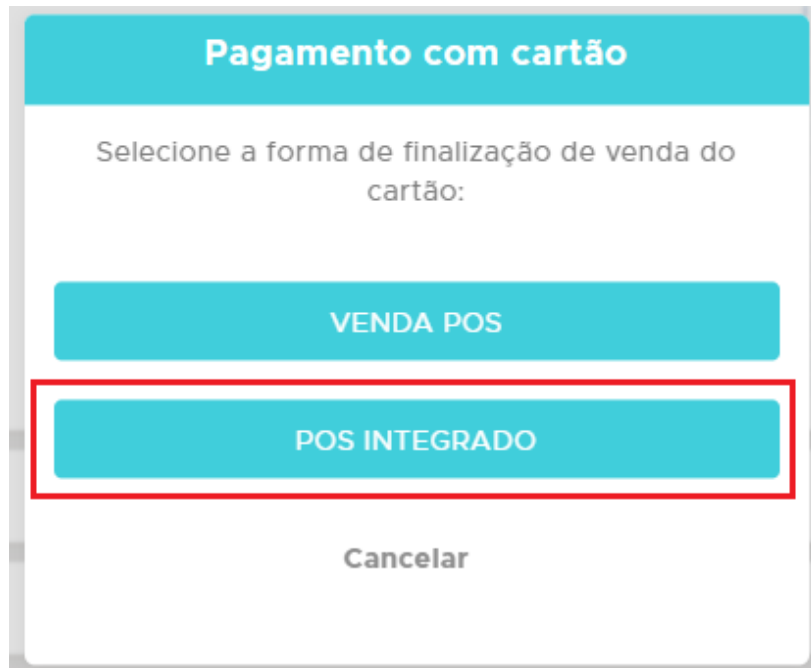 Pagamento com cartão
Selecione a forma de finalização de venda do
cartão:
VENDA POS
POS INTEGRADO
Cancelar